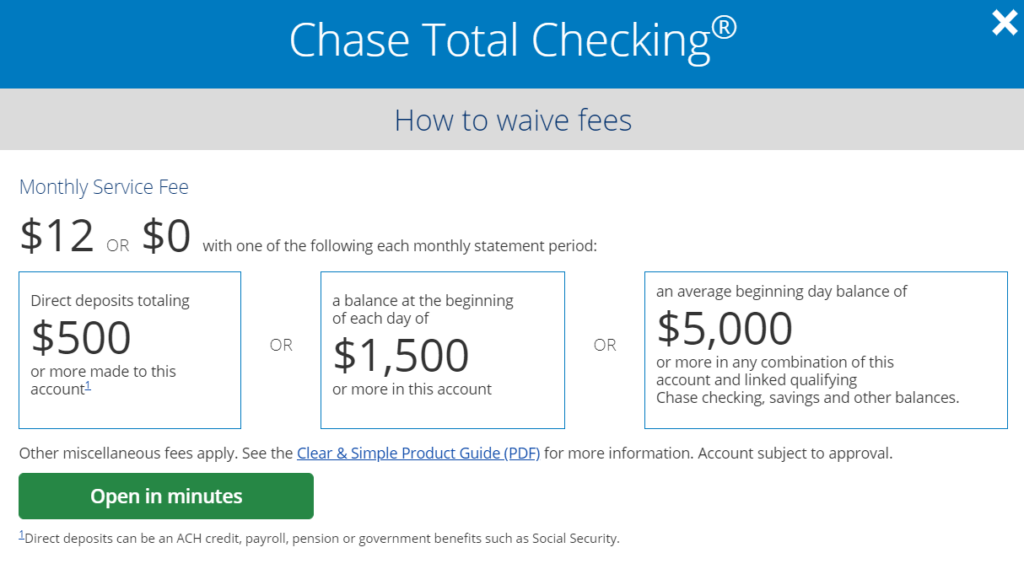 Chase Total Checking®
How to waive fees
Monthly Service Fee
$12 OR $0 with one of the following each monthly statement period:
Direct deposits totaling
$500
or more made to this
account1
OR
a balance at the beginning
of each day of
$1,500
or more in this account
OR
an average beginning day balance of
$5,000
or more in any combination of this
account and linked qualifying
Chase checking, savings and other balances.
Other miscellaneous fees apply. See the Clear & Simple Product Guide (PDF) for more information. Account subject to approval.
Open in minutes
1Direct deposits can be an ACH credit, payroll, pension or government benefits such as Social Security.